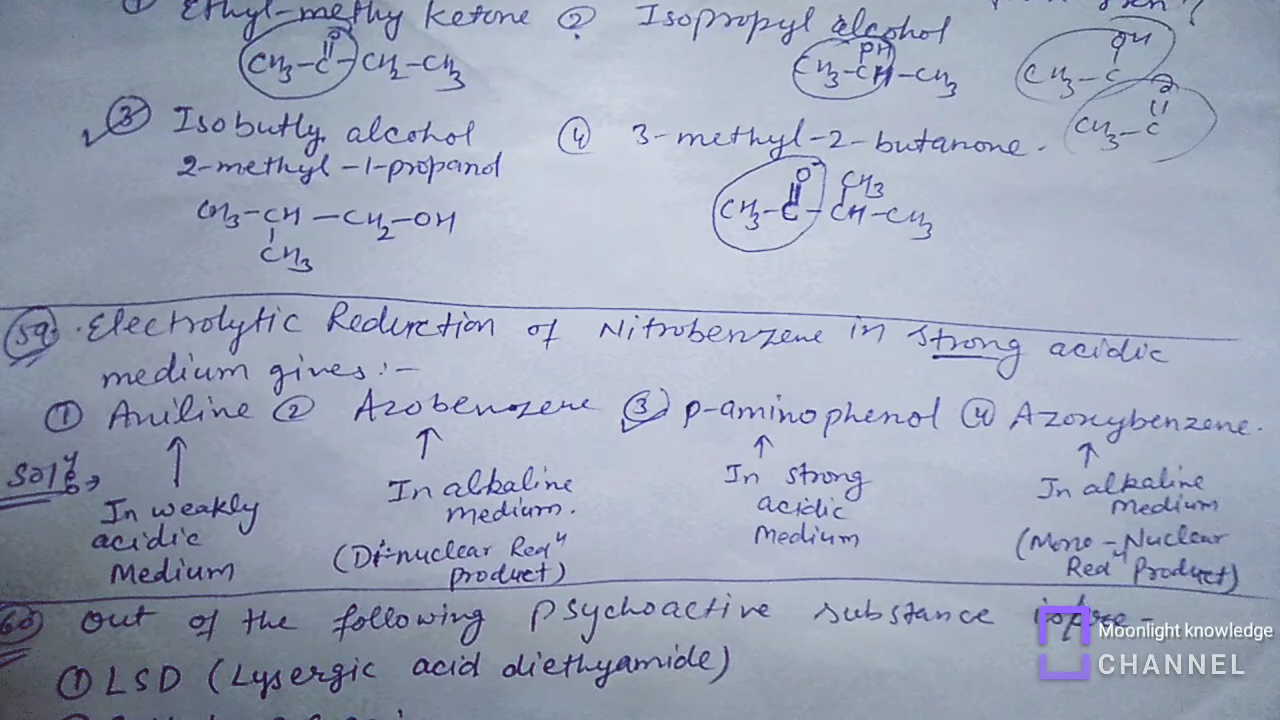 ① Ethyl-methy ketone ② Isopropyl alcohol
CH3-C-CH2-CH3
O
CH3-CH-CH3
OH
CH3-C
OH
CH3-C
O
③ Isobutly alcohol ④ 3-methyl-2-butanone.
2-methyl-1-propanol
CH3-CH-CH2-OH
CH3
O CH3
CH3-C-CH-CH3
59. Electrolytic Reduction of Nitrobenzene in strong acidic
medium gives :-
① Aniline ② Azobenzene ③ p-aminophenol ④ Azoxybenzene.
Solⁿ
In weakly
acidic
Medium
In alkaline
medium.
(Di-nuclear Redⁿ
product)
In strong
acidic
Medium
In alkaline
Medium
(Mono-Nuclear
Redⁿ Product)
60 Out of the following psychoactive substance
① LSD (Lysergic acid diethyamide)
Moonlight knowledge
CHANNEL